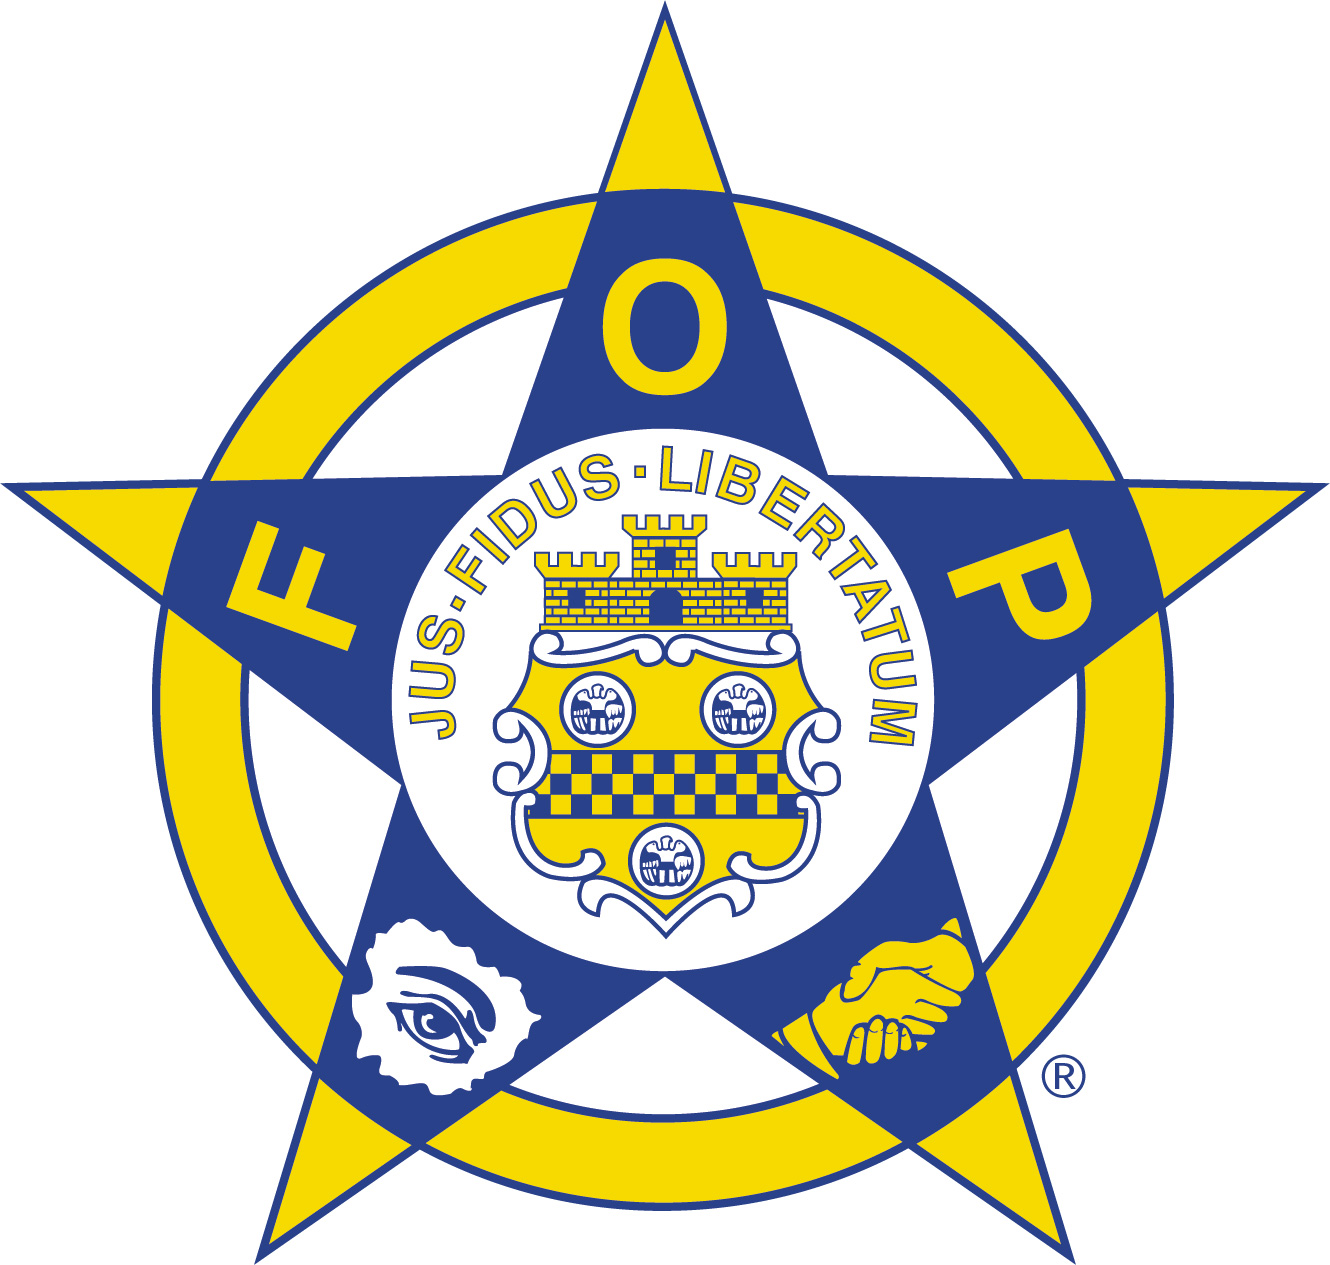 F O P
JUS · FIDUS · LIBERTATUM
®